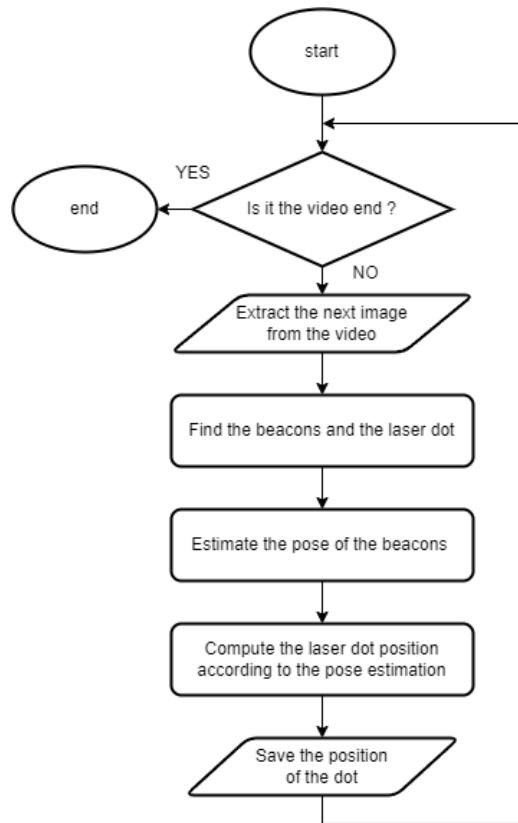 start
YES
Is it the video end ?
end
NO
Extract the next image
from the video
Find the beacons and the laser dot
Estimate the pose of the beacons
Compute the laser dot position
according to the pose estimation
Save the position
of the dot